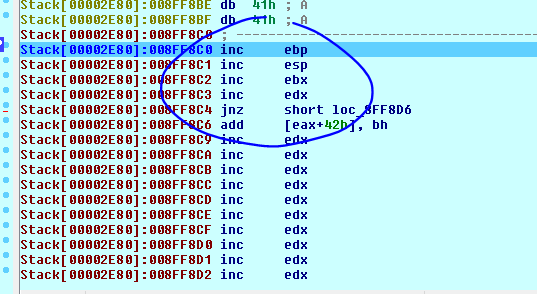 Stack[00002E80]:008FF8BE db 41h ; A
Stack[00002E80]:008FF8BF db 41h ; A
Stack[00002E80]:008FF8C0 ; ---------------------------
Stack[00002E80]:008FF8C0 inc ebp
Stack[00002E80]:008FF8C1 inc esp
Stack[00002E80]:008FF8C2 inc ebx
Stack[00002E80]:008FF8C3 inc edx
Stack[00002E80]:008FF8C4 jnz short loc_8FF8D6
Stack[00002E80]:008FF8C6 add [eax+42h], bh
Stack[00002E80]:008FF8C9 inc edx
Stack[00002E80]:008FF8CA inc edx
Stack[00002E80]:008FF8CB inc edx
Stack[00002E80]:008FF8CC inc edx
Stack[00002E80]:008FF8CD inc edx
Stack[00002E80]:008FF8CE inc edx
Stack[00002E80]:008FF8CF inc edx
Stack[00002E80]:008FF8D0 inc edx
Stack[00002E80]:008FF8D1 inc edx
Stack[00002E80]:008FF8D2 inc edx